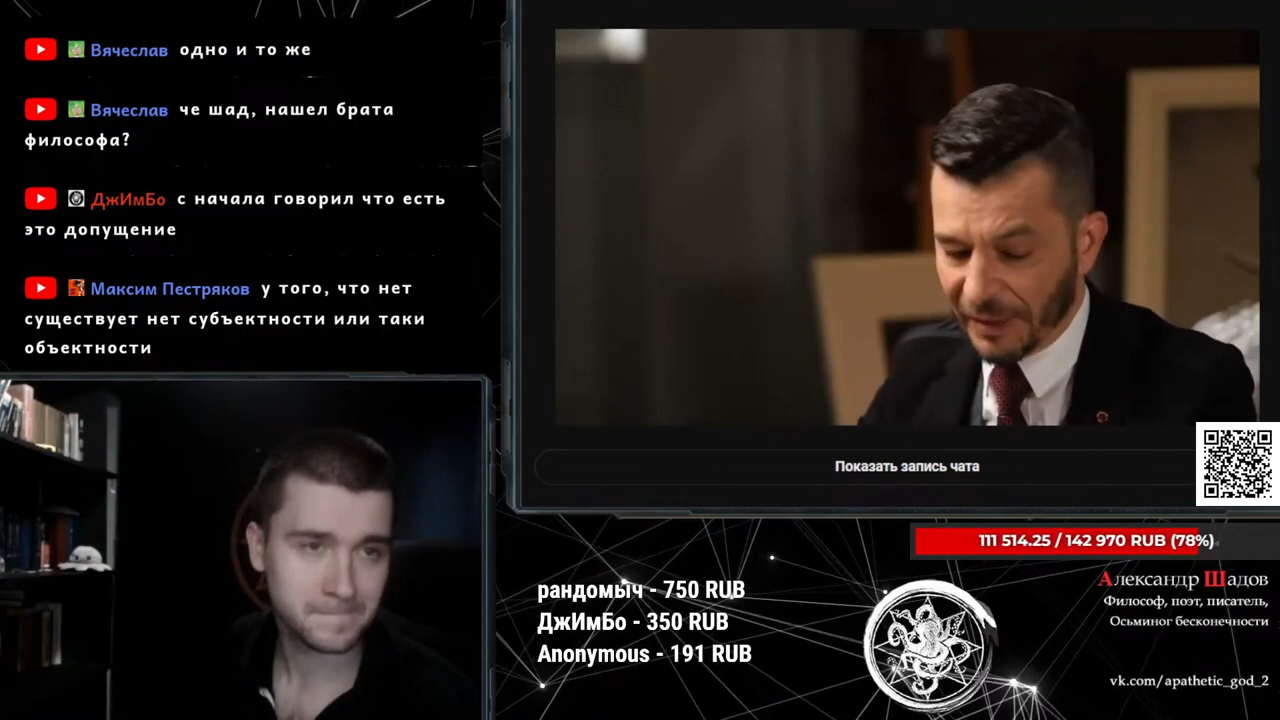 Вячеслав одно и то же
Вячеслав че шад, нашел брата
философа?
ДжИмБо с начала говорил что есть
это допущение
Максим Пестряков у того, что нет
существует нет субъектности или таки
объектности
Показать запись чата
111 514.25 / 142 970 RUB (78%)
рандомыч - 750 RUB
ДжИмБо - 350 RUB
Anonymous - 191 RUB
Александр Шадов
Философ, поэт, писатель,
Осьминог бесконечности
vk.com/apathetic_god_2